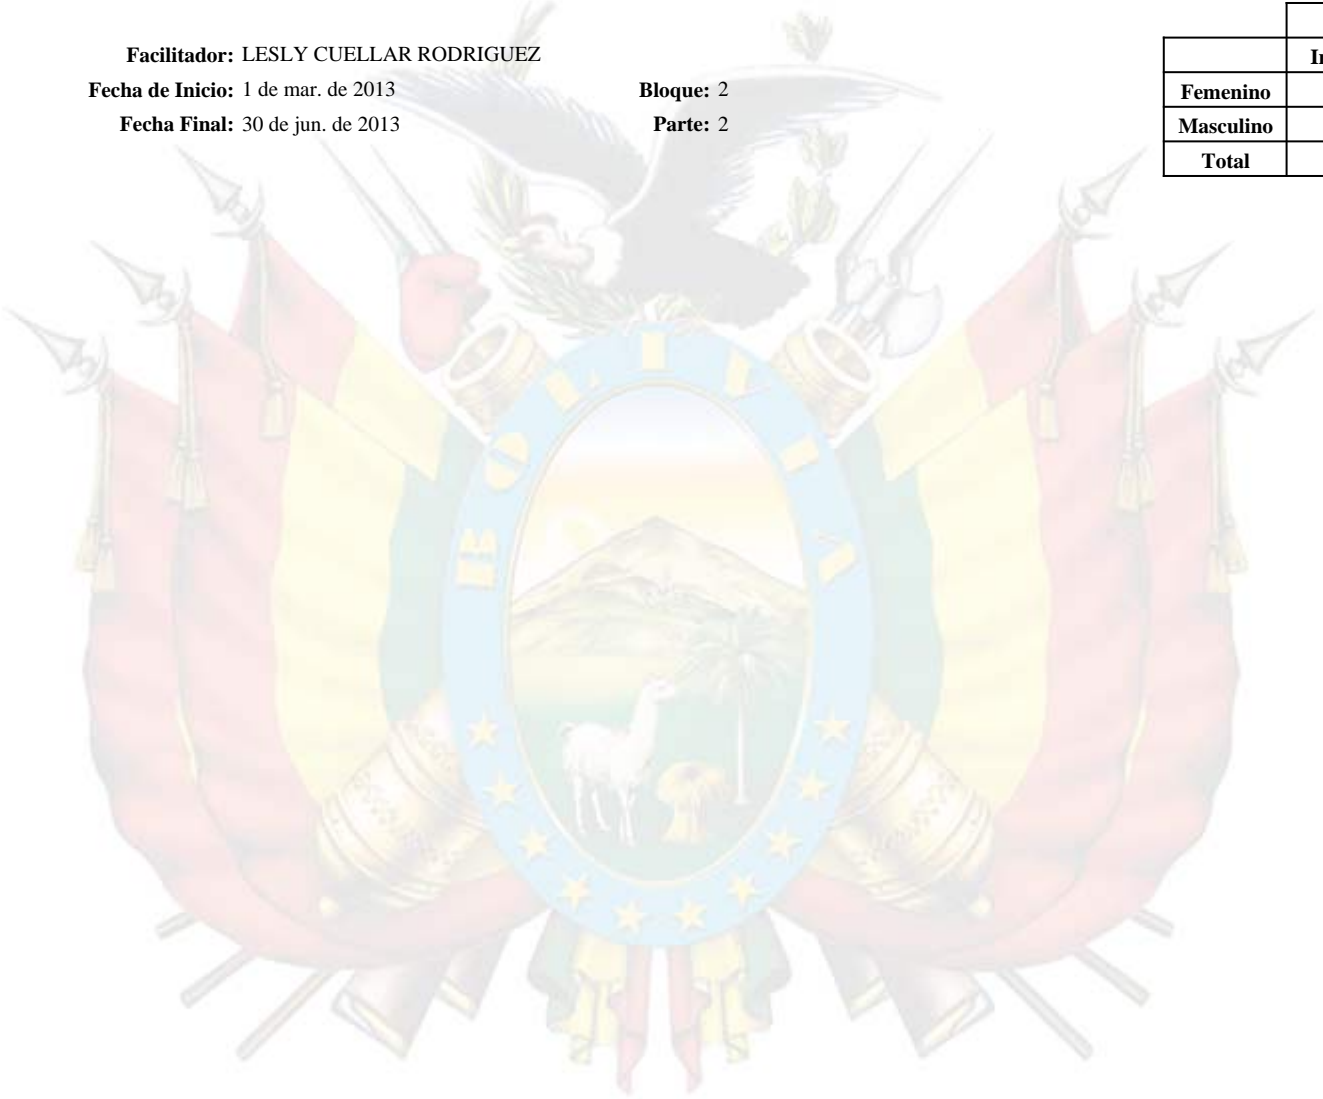 Facilitador: LESLY CUELLAR RODRIGUEZ
Fecha de Inicio: 1 de mar. de 2013 Bloque: 2
Fecha Final: 30 de jun. de 2013 Parte: 2
Femenino
Masculino
Total
BOLIVIA